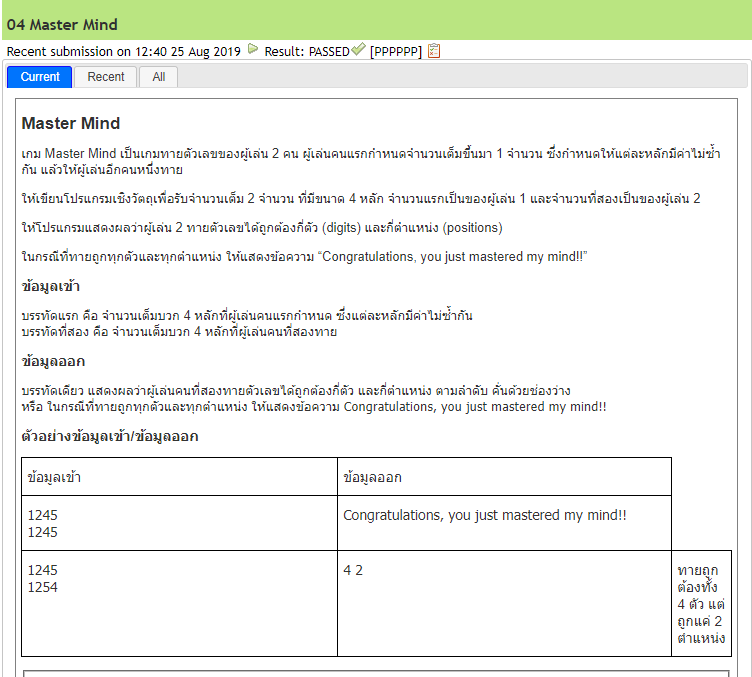 04 Master Mind
Recent submission on 12:40 25 Aug 2019 Result: PASSED [PPPPPP]
Current Recent All
Master Mind
เกม Master Mind เป็นเกมทายตัวเลขของผู้เล่น 2 คน ผู้เล่นคนแรกกำหนดจำนวนเต็มขึ้นมา 1 จำนวน ซึ่งกำหนดให้แต่ละหลักมีค่าไม่ซ้ำ
กัน แล้วให้ผู้เล่นอีกคนหนึ่งทาย
ให้เขียนโปรแกรมเชิงวัตถุเพื่อรับจำนวนเต็ม 2 จำนวน ที่มีขนาด 4 หลัก จำนวนแรกเป็นของผู้เล่น 1 และจำนวนที่สองเป็นของผู้เล่น 2
ให้โปรแกรมแสดงผลว่าผู้เล่น 2 ทายตัวเลขได้ถูกต้องกี่ตัว (digits) และกี่ตำแหน่ง (positions)
ในกรณีที่ทายถูกทุกตัวและทุกตำแหน่ง ให้แสดงข้อความ “Congratulations, you just mastered my mind!!”
ข้อมูลเข้า
บรรทัดแรก คือ จำนวนเต็มบวก 4 หลักที่ผู้เล่นคนแรกกำหนด ซึ่งแต่ละหลักมีค่าไม่ซ้ำกัน
บรรทัดที่สอง คือ จำนวนเต็มบวก 4 หลักที่ผู้เล่นคนที่สองทาย
ข้อมูลออก
บรรทัดเดียว แสดงผลว่าผู้เล่นคนที่สองทายตัวเลขได้ถูกต้องกี่ตัว และกี่ตำแหน่ง ตามลำดับ คั่นด้วยช่องว่าง
หรือ ในกรณีที่ทายถูกทุกตัวและทุกตำแหน่ง ให้แสดงข้อความ Congratulations, you just mastered my mind!!
ตัวอย่างข้อมูลเข้า/ข้อมูลออก
ข้อมูลเข้า ข้อมูลออก
1245 Congratulations, you just mastered my mind!!
1245
1245 4 2 ทายถูก
1254 ต้องทั้ง
4 ตัว แต่
ถูกแค่ 2
ตำแหน่ง